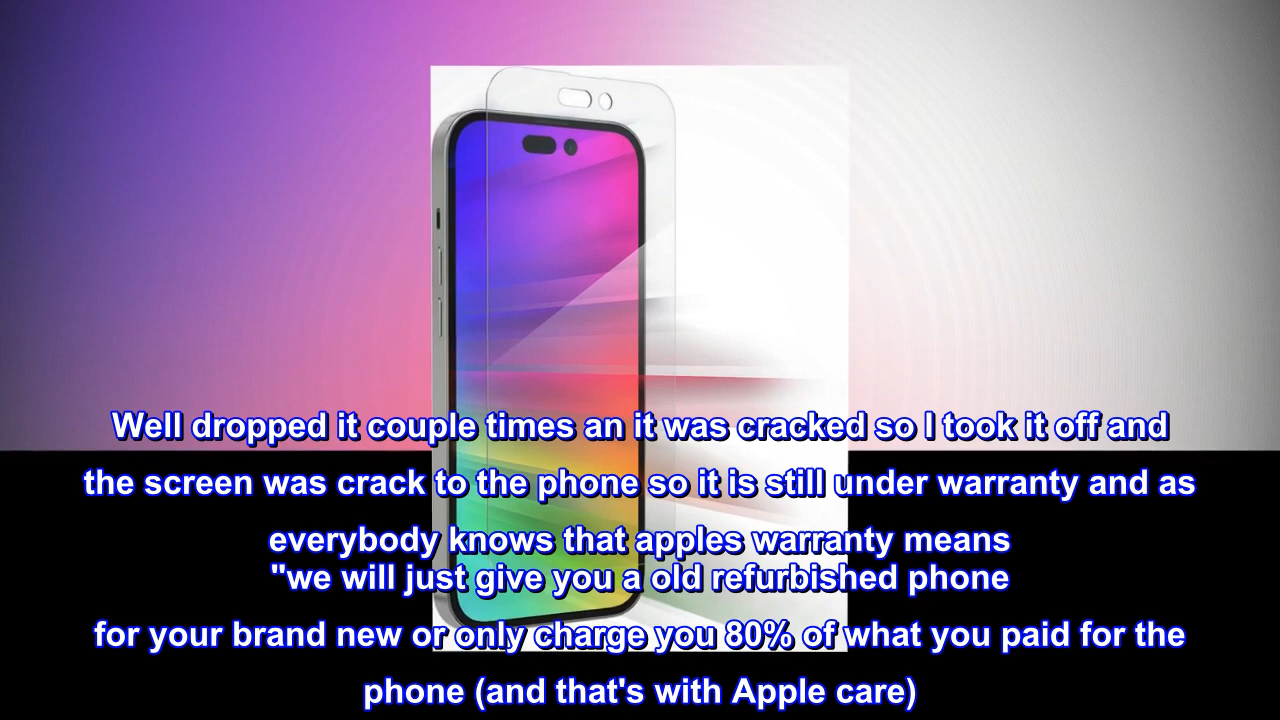 Well dropped it couple times an it was cracked so I took it off and
the screen was crack to the phone so it is still under warranty and as
everybody knows that apples warranty means
"we will just give you a old refurbished phone
for your brand new or only charge you 80% of what you paid for the
phone (and that's with Apple care)